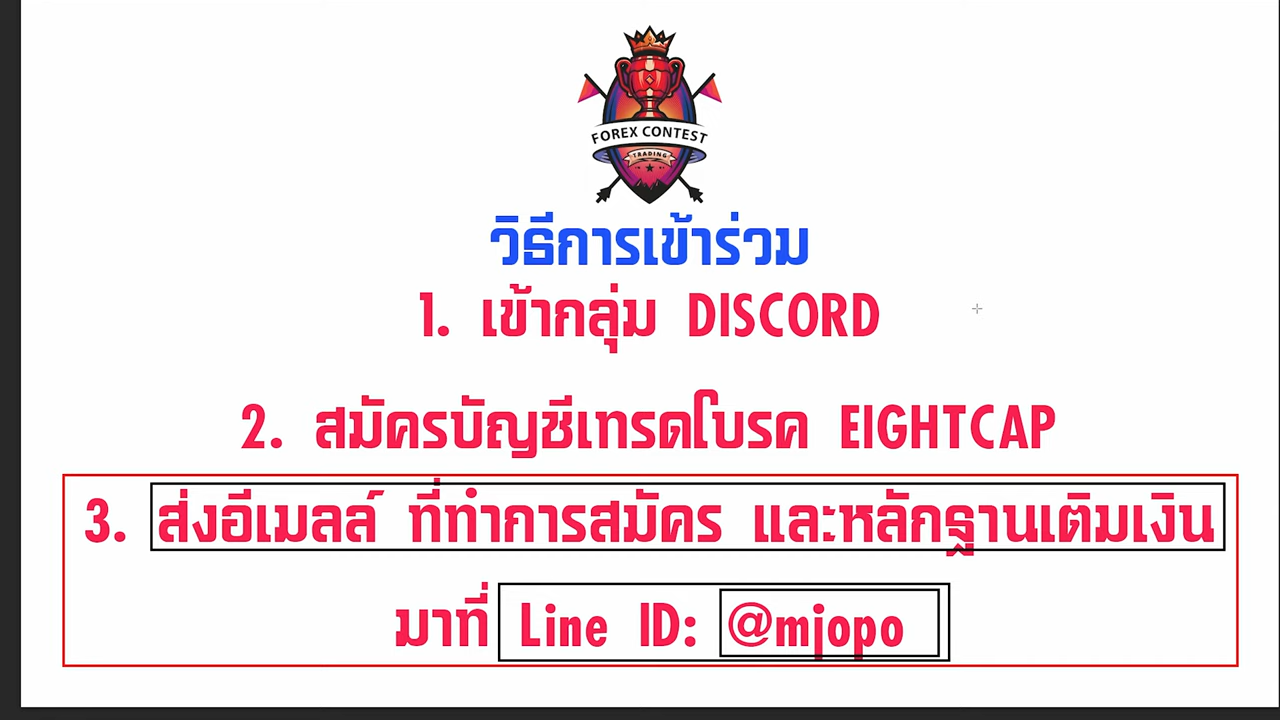 FOREX CONTEST
TRADING
วิธีการเข้าร่วม
1. เข้ากลุ่ม DISCORD
2. สมัครบัญชีเทรดโบรค EIGHTCAP
3. ส่งอีเมลล์ ที่ทำการสมัคร และหลักฐานเติมเงิน
มาที่ Line ID: @mjopo